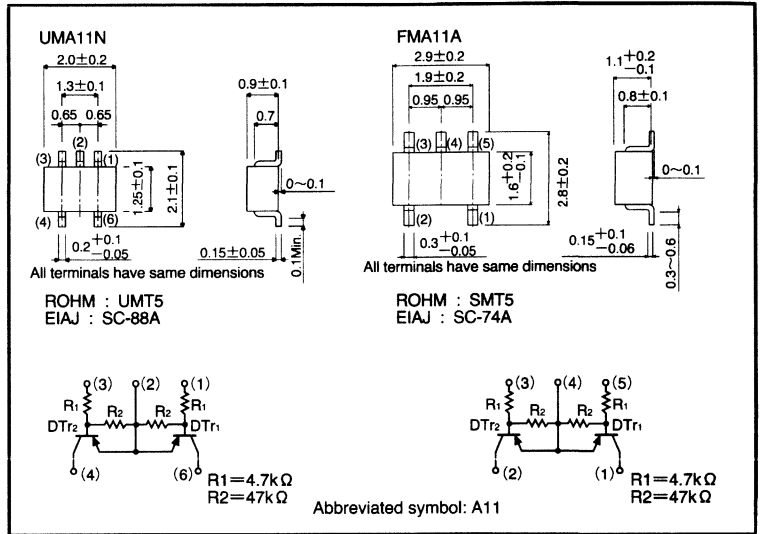 UMA11N
2.0±0.2
1.3±0.1
0.65 0.65
(2)
(3) (1)
(4) (6)
1.25±0.1
2.1±0.1
0.2 +0.1 −0.05
0.9±0.1
0.7
0~0.1
0.15±0.05
0.1Min.
All terminals have same dimensions
ROHM : UMT5
EIAJ : SC-88A
FMA11A
2.9±0.2
1.9±0.2
0.95 0.95
(3) (4) (5)
(2) (1)
1.6 +0.2 −0.1
2.8±0.2
0.3 +0.1 −0.05
1.1 +0.2 −0.1
0.8±0.1
0~0.1
0.15 +0.1 −0.06
0.3~0.6
All terminals have same dimensions
ROHM : SMT5
EIAJ : SC-74A
(3) (2) (1)
R1 R2 R2 R1
DTr2 DTr1
(4) (6)
R1=4.7kΩ
R2=47kΩ
(3) (4) (5)
R1 R2 R2 R1
DTr2 DTr1
(2) (1)
R1=4.7kΩ
R2=47kΩ
Abbreviated symbol: A11